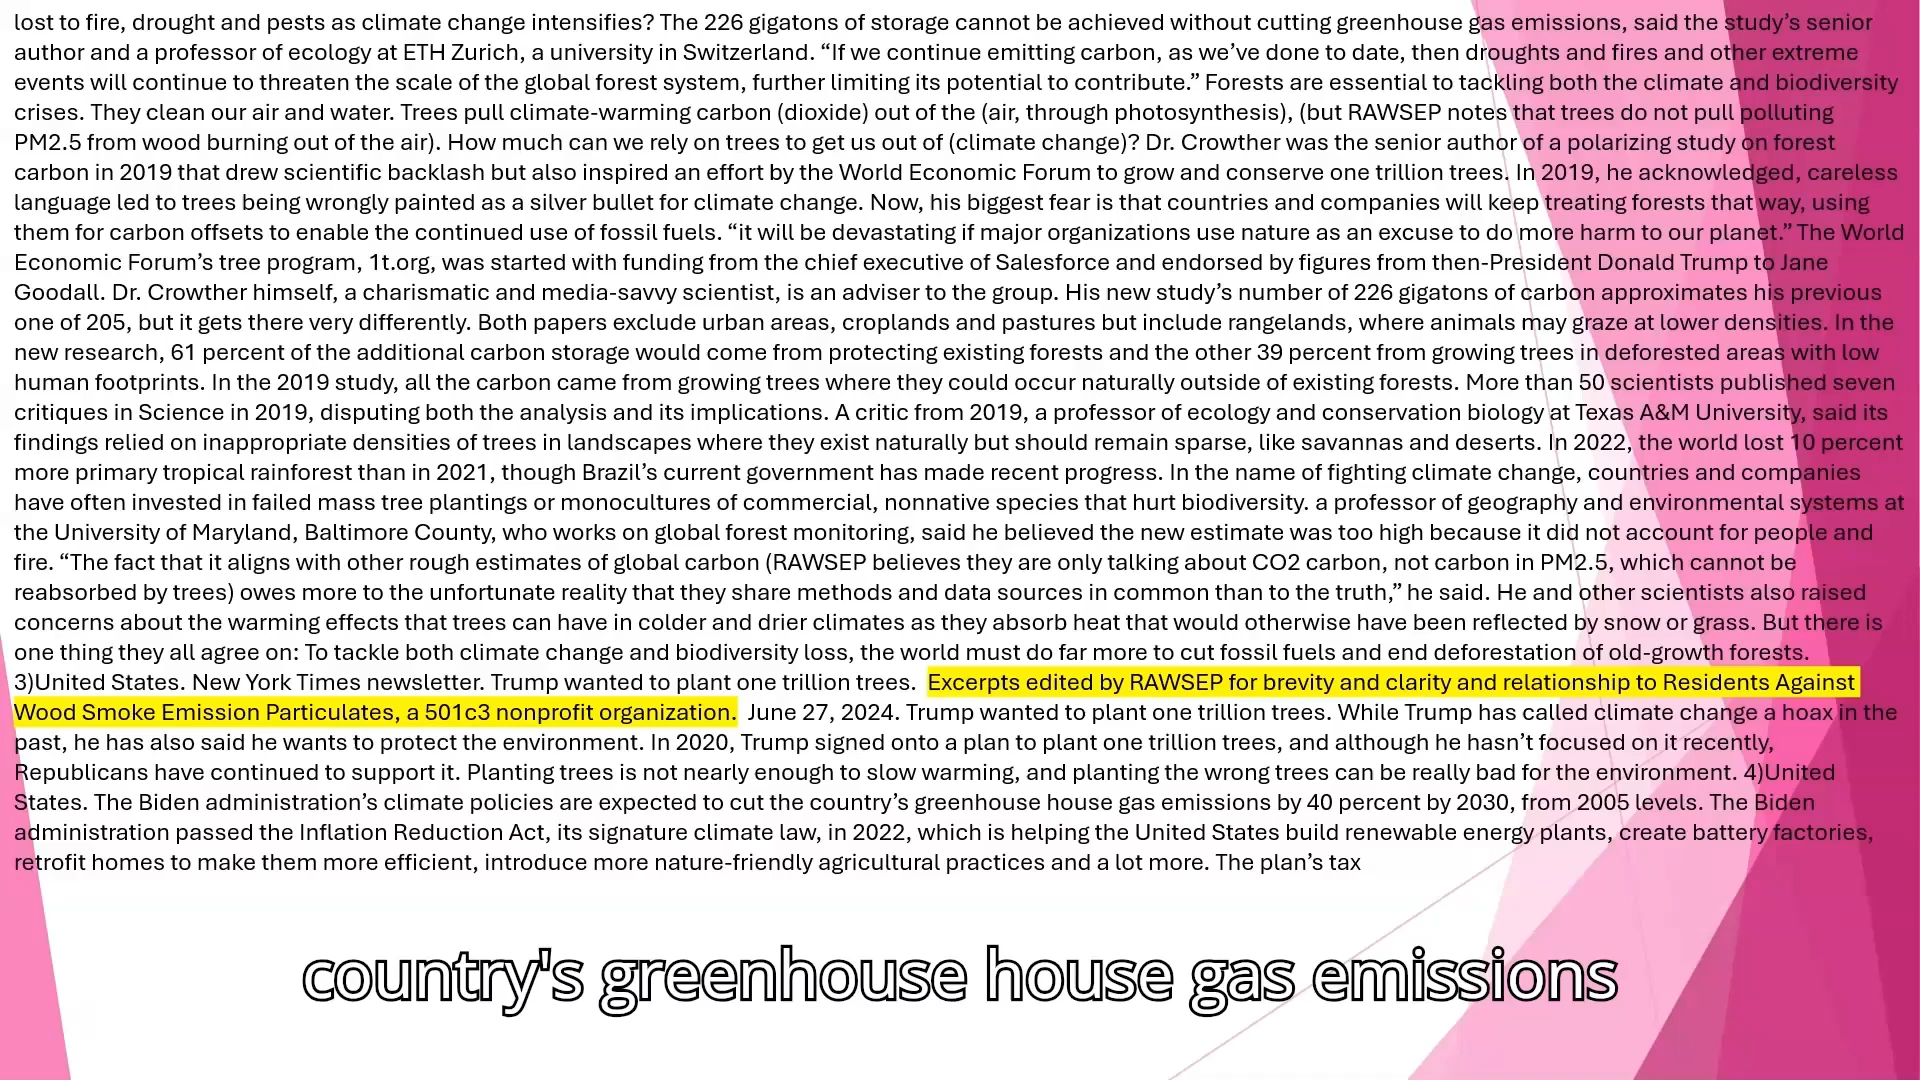 lost to fire, drought and pests as climate change intensifies? The 226 gigatons of storage cannot be achieved without cutting greenhouse gas emissions, said the study’s senior
author and a professor of ecology at ETH Zurich, a university in Switzerland. “If we continue emitting carbon, as we’ve done to date, then droughts and fires and other extreme
events will continue to threaten the scale of the global forest system, further limiting its potential to contribute.” Forests are essential to tackling both the climate and biodiversity
crises. They clean our air and water. Trees pull climate-warming carbon (dioxide) out of the (air, through photosynthesis), (but RAWSEP notes that trees do not pull polluting
PM2.5 from wood burning out of the air). How much can we rely on trees to get us out of (climate change)? Dr. Crowther was the senior author of a polarizing study on forest
carbon in 2019 that drew scientific backlash but also inspired an effort by the World Economic Forum to grow and conserve one trillion trees. In 2019, he acknowledged, careless
language led to trees being wrongly painted as a silver bullet for climate change. Now, his biggest fear is that countries and companies will keep treating forests that way, using
them for carbon offsets to enable the continued use of fossil fuels. “it will be devastating if major organizations use nature as an excuse to do more harm to our planet.” The World
Economic Forum’s tree program, 1t.org, was started with funding from the chief executive of Salesforce and endorsed by figures from then-President Donald Trump to Jane
Goodall. Dr. Crowther himself, a charismatic and media-savvy scientist, is an adviser to the group. His new study’s number of 226 gigatons of carbon approximates his previous
one of 205, but it gets there very differently. Both papers exclude urban areas, croplands and pastures but include rangelands, where animals may graze at lower densities. In the
new research, 61 percent of the additional carbon storage would come from protecting existing forests and the other 39 percent from growing trees in deforested areas with low
human footprints. In the 2019 study, all the carbon came from growing trees where they could occur naturally outside of existing forests. More than 50 scientists published seven
critiques in Science in 2019, disputing both the analysis and its implications. A critic from 2019, a professor of ecology and conservation biology at Texas A&M University, said its
findings relied on inappropriate densities of trees in landscapes where they exist naturally but should remain sparse, like savannas and deserts. In 2022, the world lost 10 percent
more primary tropical rainforest than in 2021, though Brazil’s current government has made recent progress. In the name of fighting climate change, countries and companies
have often invested in failed mass tree plantings or monocultures of commercial, nonnative species that hurt biodiversity. a professor of geography and environmental systems at
the University of Maryland, Baltimore County, who works on global forest monitoring, said he believed the new estimate was too high because it did not account for people and
fire. “The fact that it aligns with other rough estimates of global carbon (RAWSEP believes they are only talking about CO2 carbon, not carbon in PM2.5, which cannot be
reabsorbed by trees) owes more to the unfortunate reality that they share methods and data sources in common than to the truth,” he said. He and other scientists also raised
concerns about the warming effects that trees can have in colder and drier climates as they absorb heat that would otherwise have been reflected by snow or grass. But there is
one thing they all agree on: To tackle both climate change and biodiversity loss, the world must do far more to cut fossil fuels and end deforestation of old-growth forests.
3)United States. New York Times newsletter. Trump wanted to plant one trillion trees. Excerpts edited by RAWSEP for brevity and clarity and relationship to Residents Against
Wood Smoke Emission Particulates, a 501c3 nonprofit organization. June 27, 2024. Trump wanted to plant one trillion trees. While Trump has called climate change a hoax in the
past, he has also said he wants to protect the environment. In 2020, Trump signed onto a plan to plant one trillion trees, and although he hasn’t focused on it recently,
Republicans have continued to support it. Planting trees is not nearly enough to slow warming, and planting the wrong trees can be really bad for the environment. 4)United
States. The Biden administration’s climate policies are expected to cut the country’s greenhouse house gas emissions by 40 percent by 2030, from 2005 levels. The Biden
administration passed the Inflation Reduction Act, its signature climate law, in 2022, which is helping the United States build renewable energy plants, create battery factories,
retrofit homes to make them more efficient, introduce more nature-friendly agricultural practices and a lot more. The plan’s tax
country's greenhouse house gas emissions